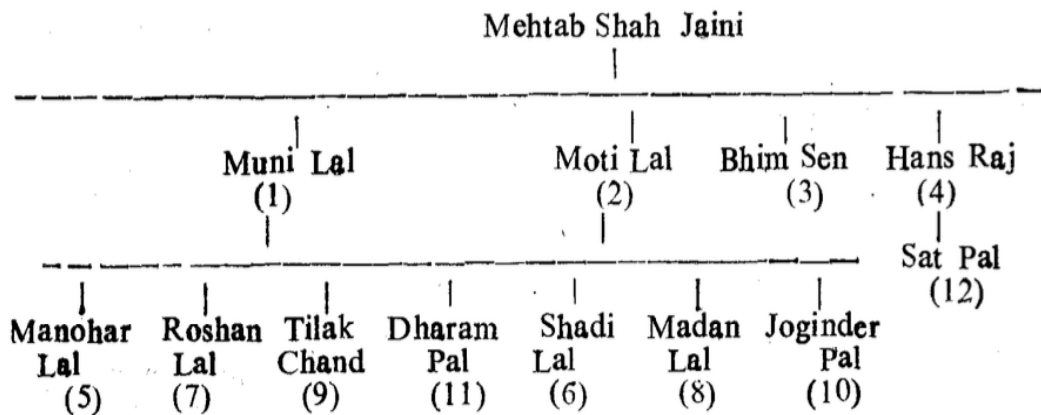 Mehtab Shah Jaini
Muni Lal Moti Lal Bhim Sen Hans Raj
(1) (2) (3) (4)
Sat Pal
(12)
Manohar Roshan Tilak Dharam Shadi Madan Joginder
Lal Lal Chand Pal Lal Lal Pal
(5) (7) (9) (11) (6) (8) (10)